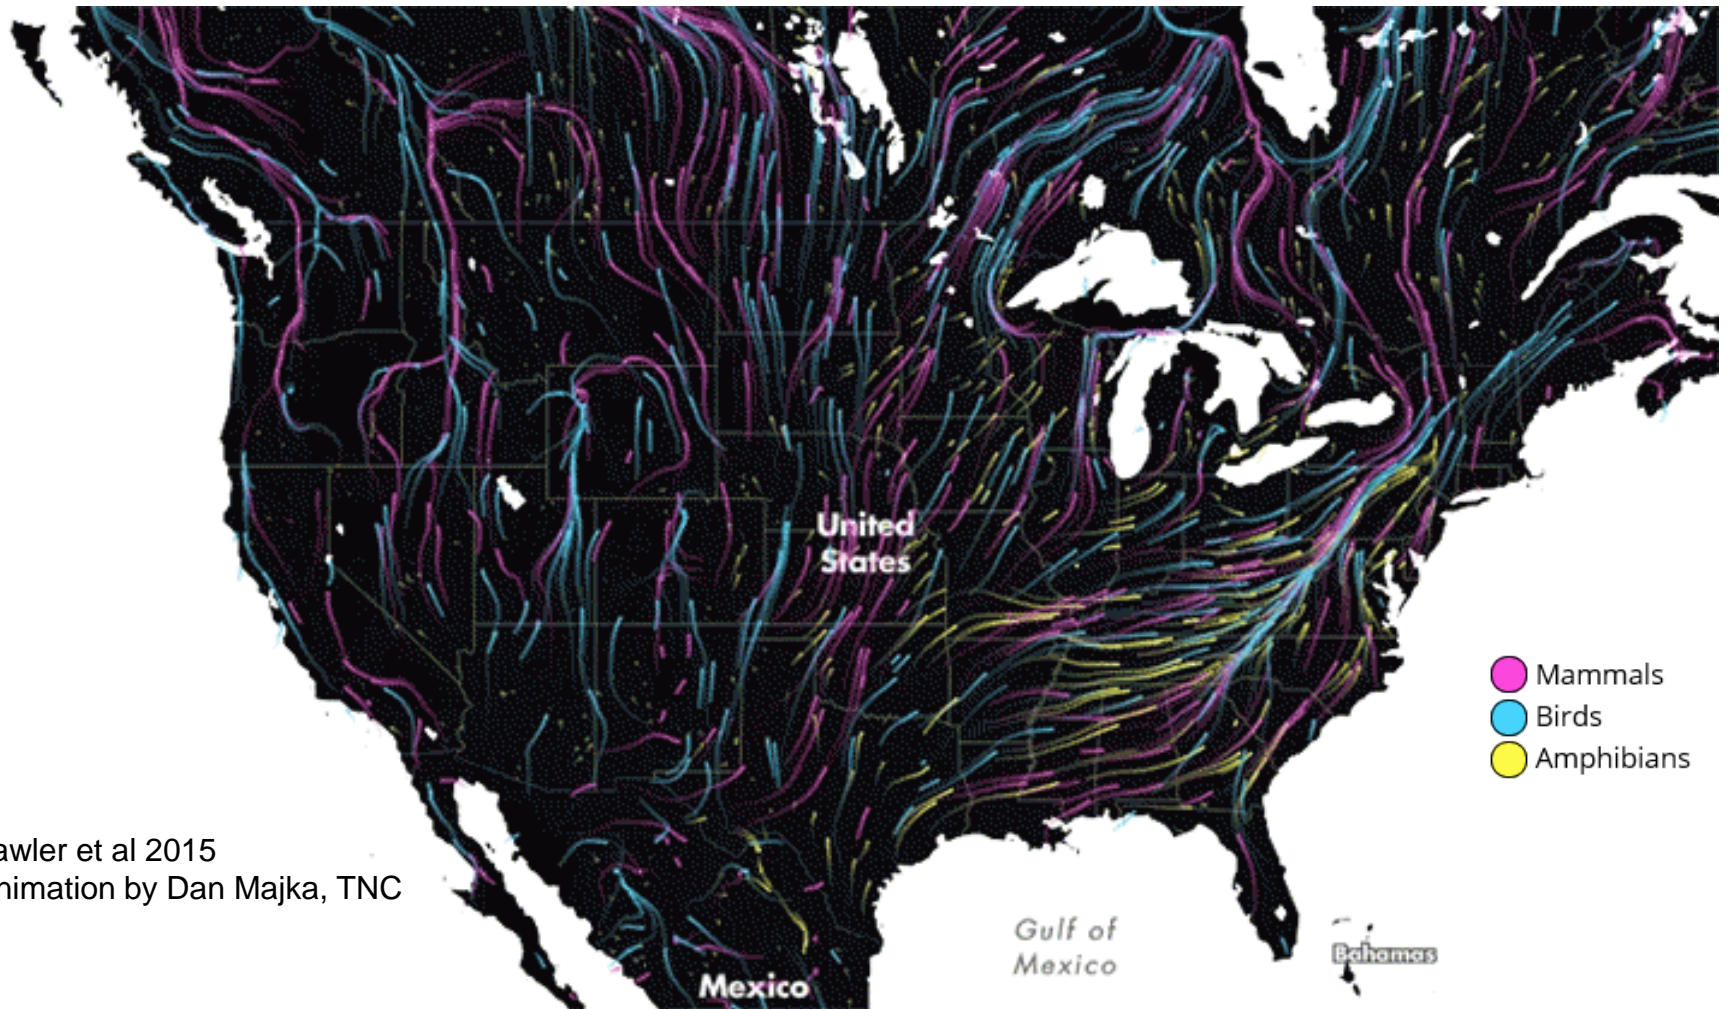 United
States
Mammals
Birds
Amphibians
awler et al 2015
nimation by Dan Majka, TNC
Gulf of
Mexico
Bahamas
Mexico